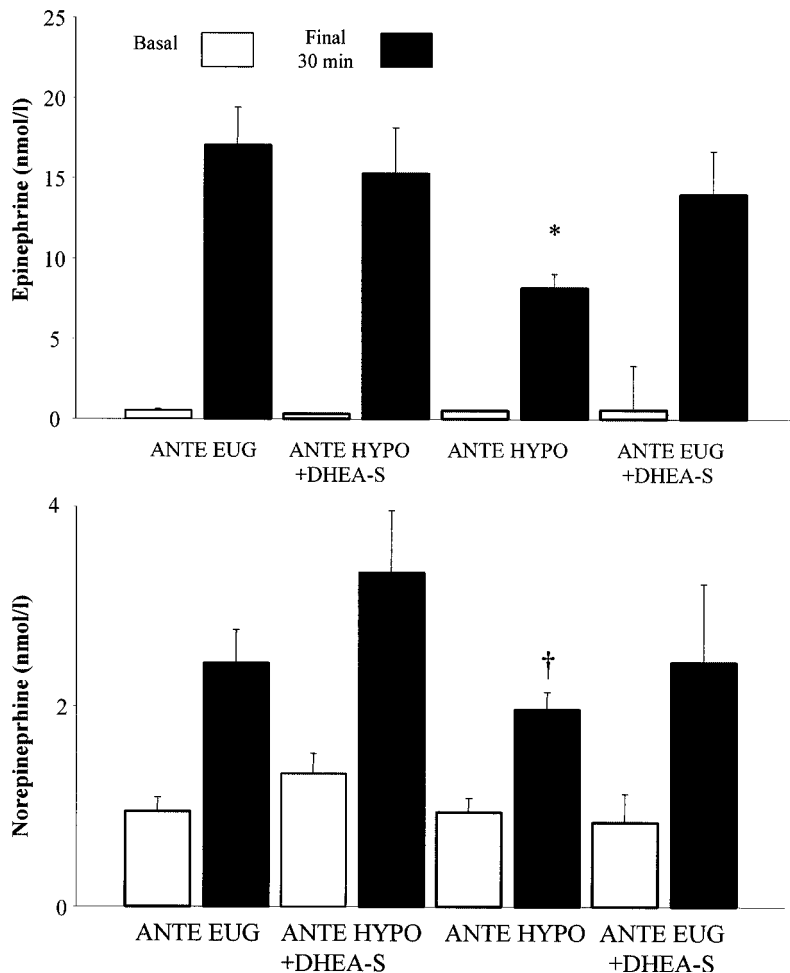 25
20
15
10
5
0
Epinephrine (nmol/l)
Basal
Final
30 min
*
ANTE EUG
ANTE HYPO
+DHEA-S
ANTE HYPO
ANTE EUG
+DHEA-S
4
2
0
Norepineprhine (nmol/l)
†
ANTE EUG
ANTE HYPO
+DHEA-S
ANTE HYPO
ANTE EUG
+DHEA-S